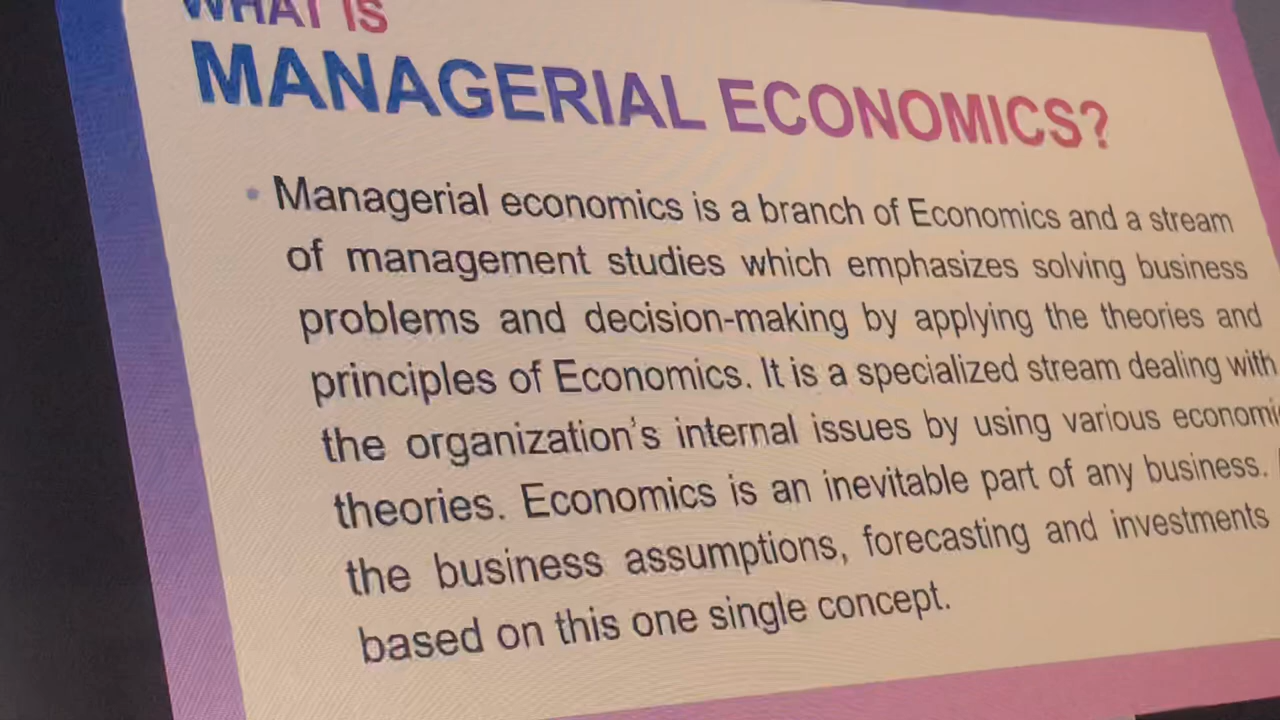 WHAT IS
MANAGERIAL ECONOMICS?
• Managerial economics is a branch of Economics and a stream
of management studies which emphasizes solving business
problems and decision-making by applying the theories and
principles of Economics. It is a specialized stream dealing with
the organization's internal issues by using various economi
theories. Economics is an inevitable part of any business.
the business assumptions, forecasting and investments
based on this one single concept.